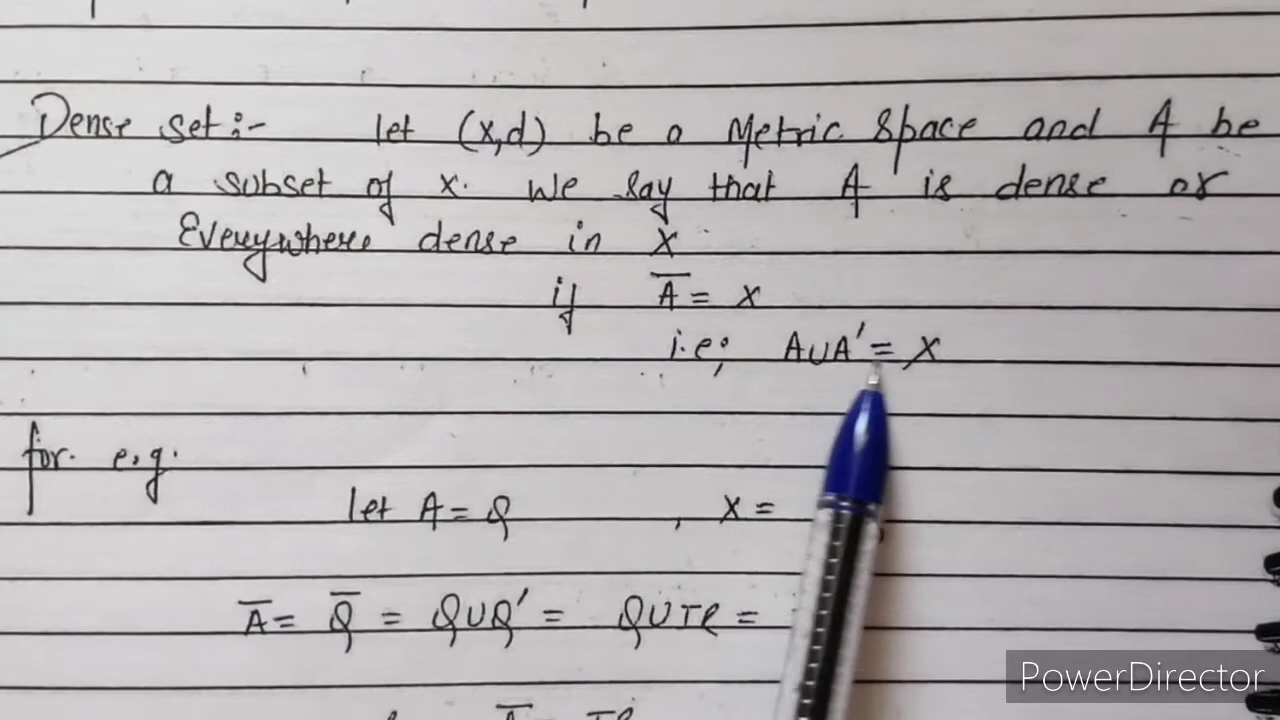 Dense set :- let (X,d) be a Metric Space and A be
a subset of X. We say that A is dense or
Everywhere dense in X
if A̅ = X
i.e; A∪A' = X
for. e.g.
let A = Q , X =
A̅ = Q̅ = Q∪Q' = Q∪IR =
A̅ = IR
PowerDirector